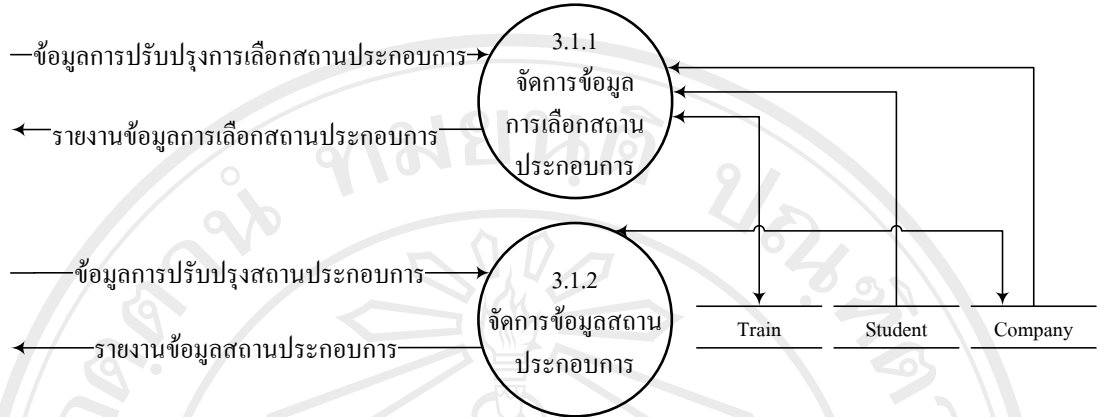 ข้อมูลการปรับปรุงการเลือกสถานประกอบการ
รายงานข้อมูลการเลือกสถานประกอบการ
3.1.1
จัดการข้อมูล
การเลือกสถาน
ประกอบการ
ข้อมูลการปรับปรุงสถานประกอบการ
รายงานข้อมูลสถานประกอบการ
3.1.2
จัดการข้อมูลสถาน
ประกอบการ
Train
Student
Company